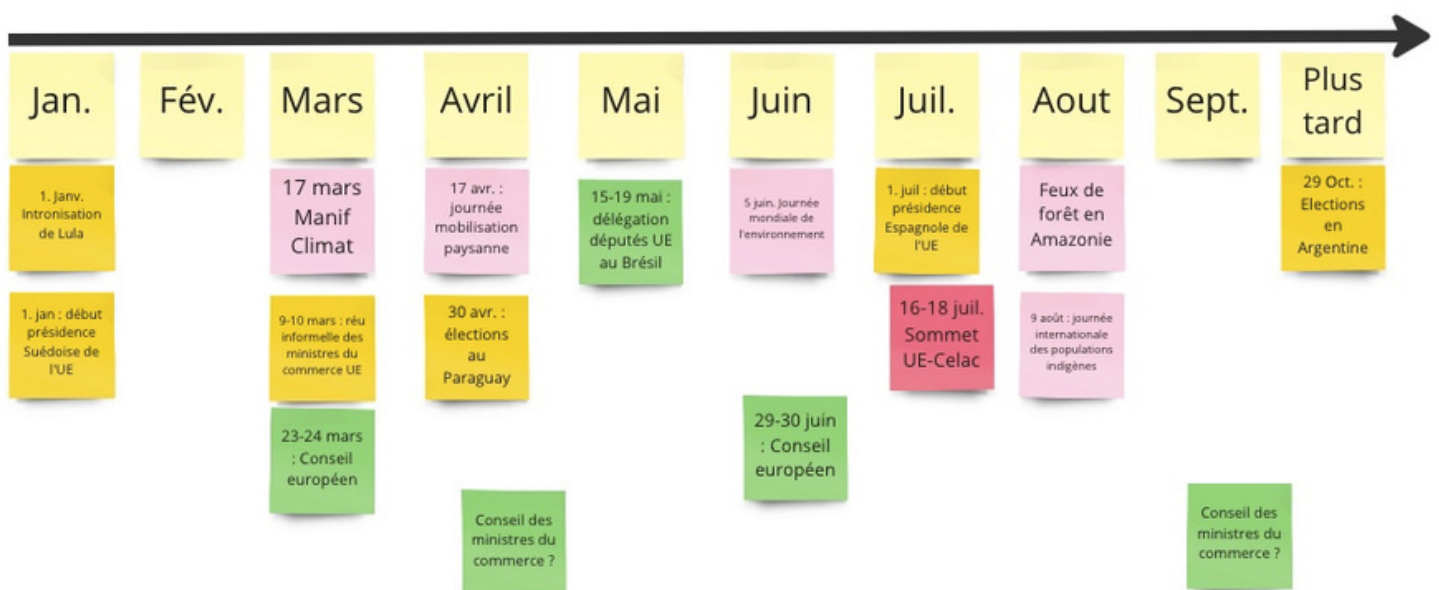 Jan.
Fév.
Mars
Avril
Mai
Juin
Juil.
Aout
Sept.
Plus
tard
1. Janv.
Intronisation
de Lula
17 mars
Manif
Climat
17 avr. :
journée
mobilisation
paysanne
15-19 mai :
délégation
députés UE
au Brésil
5 juin. Journée
mondiale de
l'environnement
1. juil : début
présidence
Espagnole de
l'UE
Feux de
forêt en
Amazonie
29 Oct. :
Elections
en
Argentine
1. jan : début
présidence
Suédoise de
l'UE
9-10 mars : réu
informelle des
ministres du
commerce UE
30 avr. :
élections
au
Paraguay
16-18 juil.
Sommet
UE-Celac
9 août : journée
internationale
des populations
indigènes
23-24 mars
: Conseil
européen
29-30 juin
: Conseil
européen
Conseil des
ministres du
commerce ?
Conseil des
ministres du
commerce ?